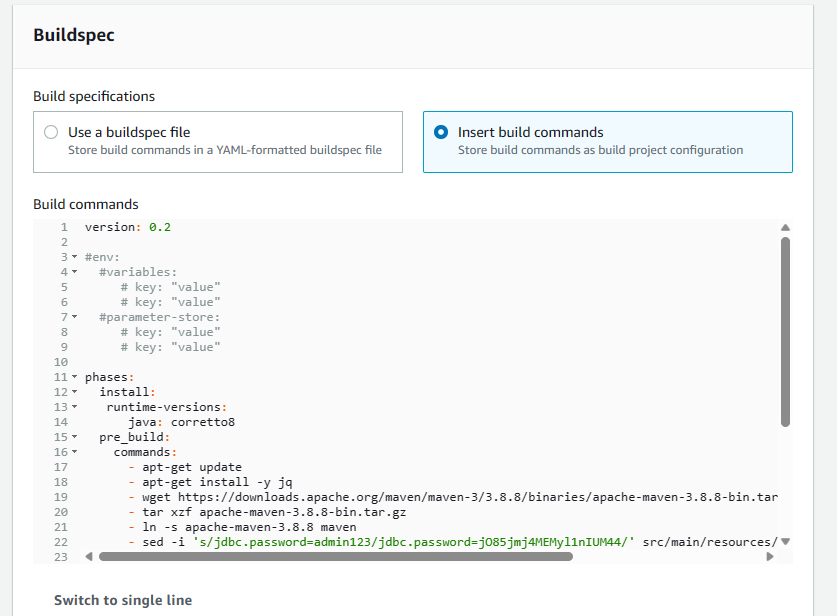 Buildspec
Build specifications
Use a buildspec file
Store build commands in a YAML-formatted buildspec file
Insert build commands
Store build commands as build project configuration
Build commands
1 version: 0.2
2
3 #env:
4 #variables:
5 # key: "value"
6 # key: "value"
7 #parameter-store:
8 # key: "value"
9 # key: "value"
10
11 phases:
12 install:
13 runtime-versions:
14 java: corretto8
15 pre_build:
16 commands:
17 - apt-get update
18 - apt-get install -y jq
19 - wget https://downloads.apache.org/maven/maven-3/3.8.8/binaries/apache-maven-3.8.8-bin.tar
20 - tar xzf apache-maven-3.8.8-bin.tar.gz
21 - ln -s apache-maven-3.8.8 maven
22 - sed -i 's/jdbc.password=admin123/jdbc.password=jO85jmj4MEMyl1nIUM44/' src/main/resources/
23
Switch to single line